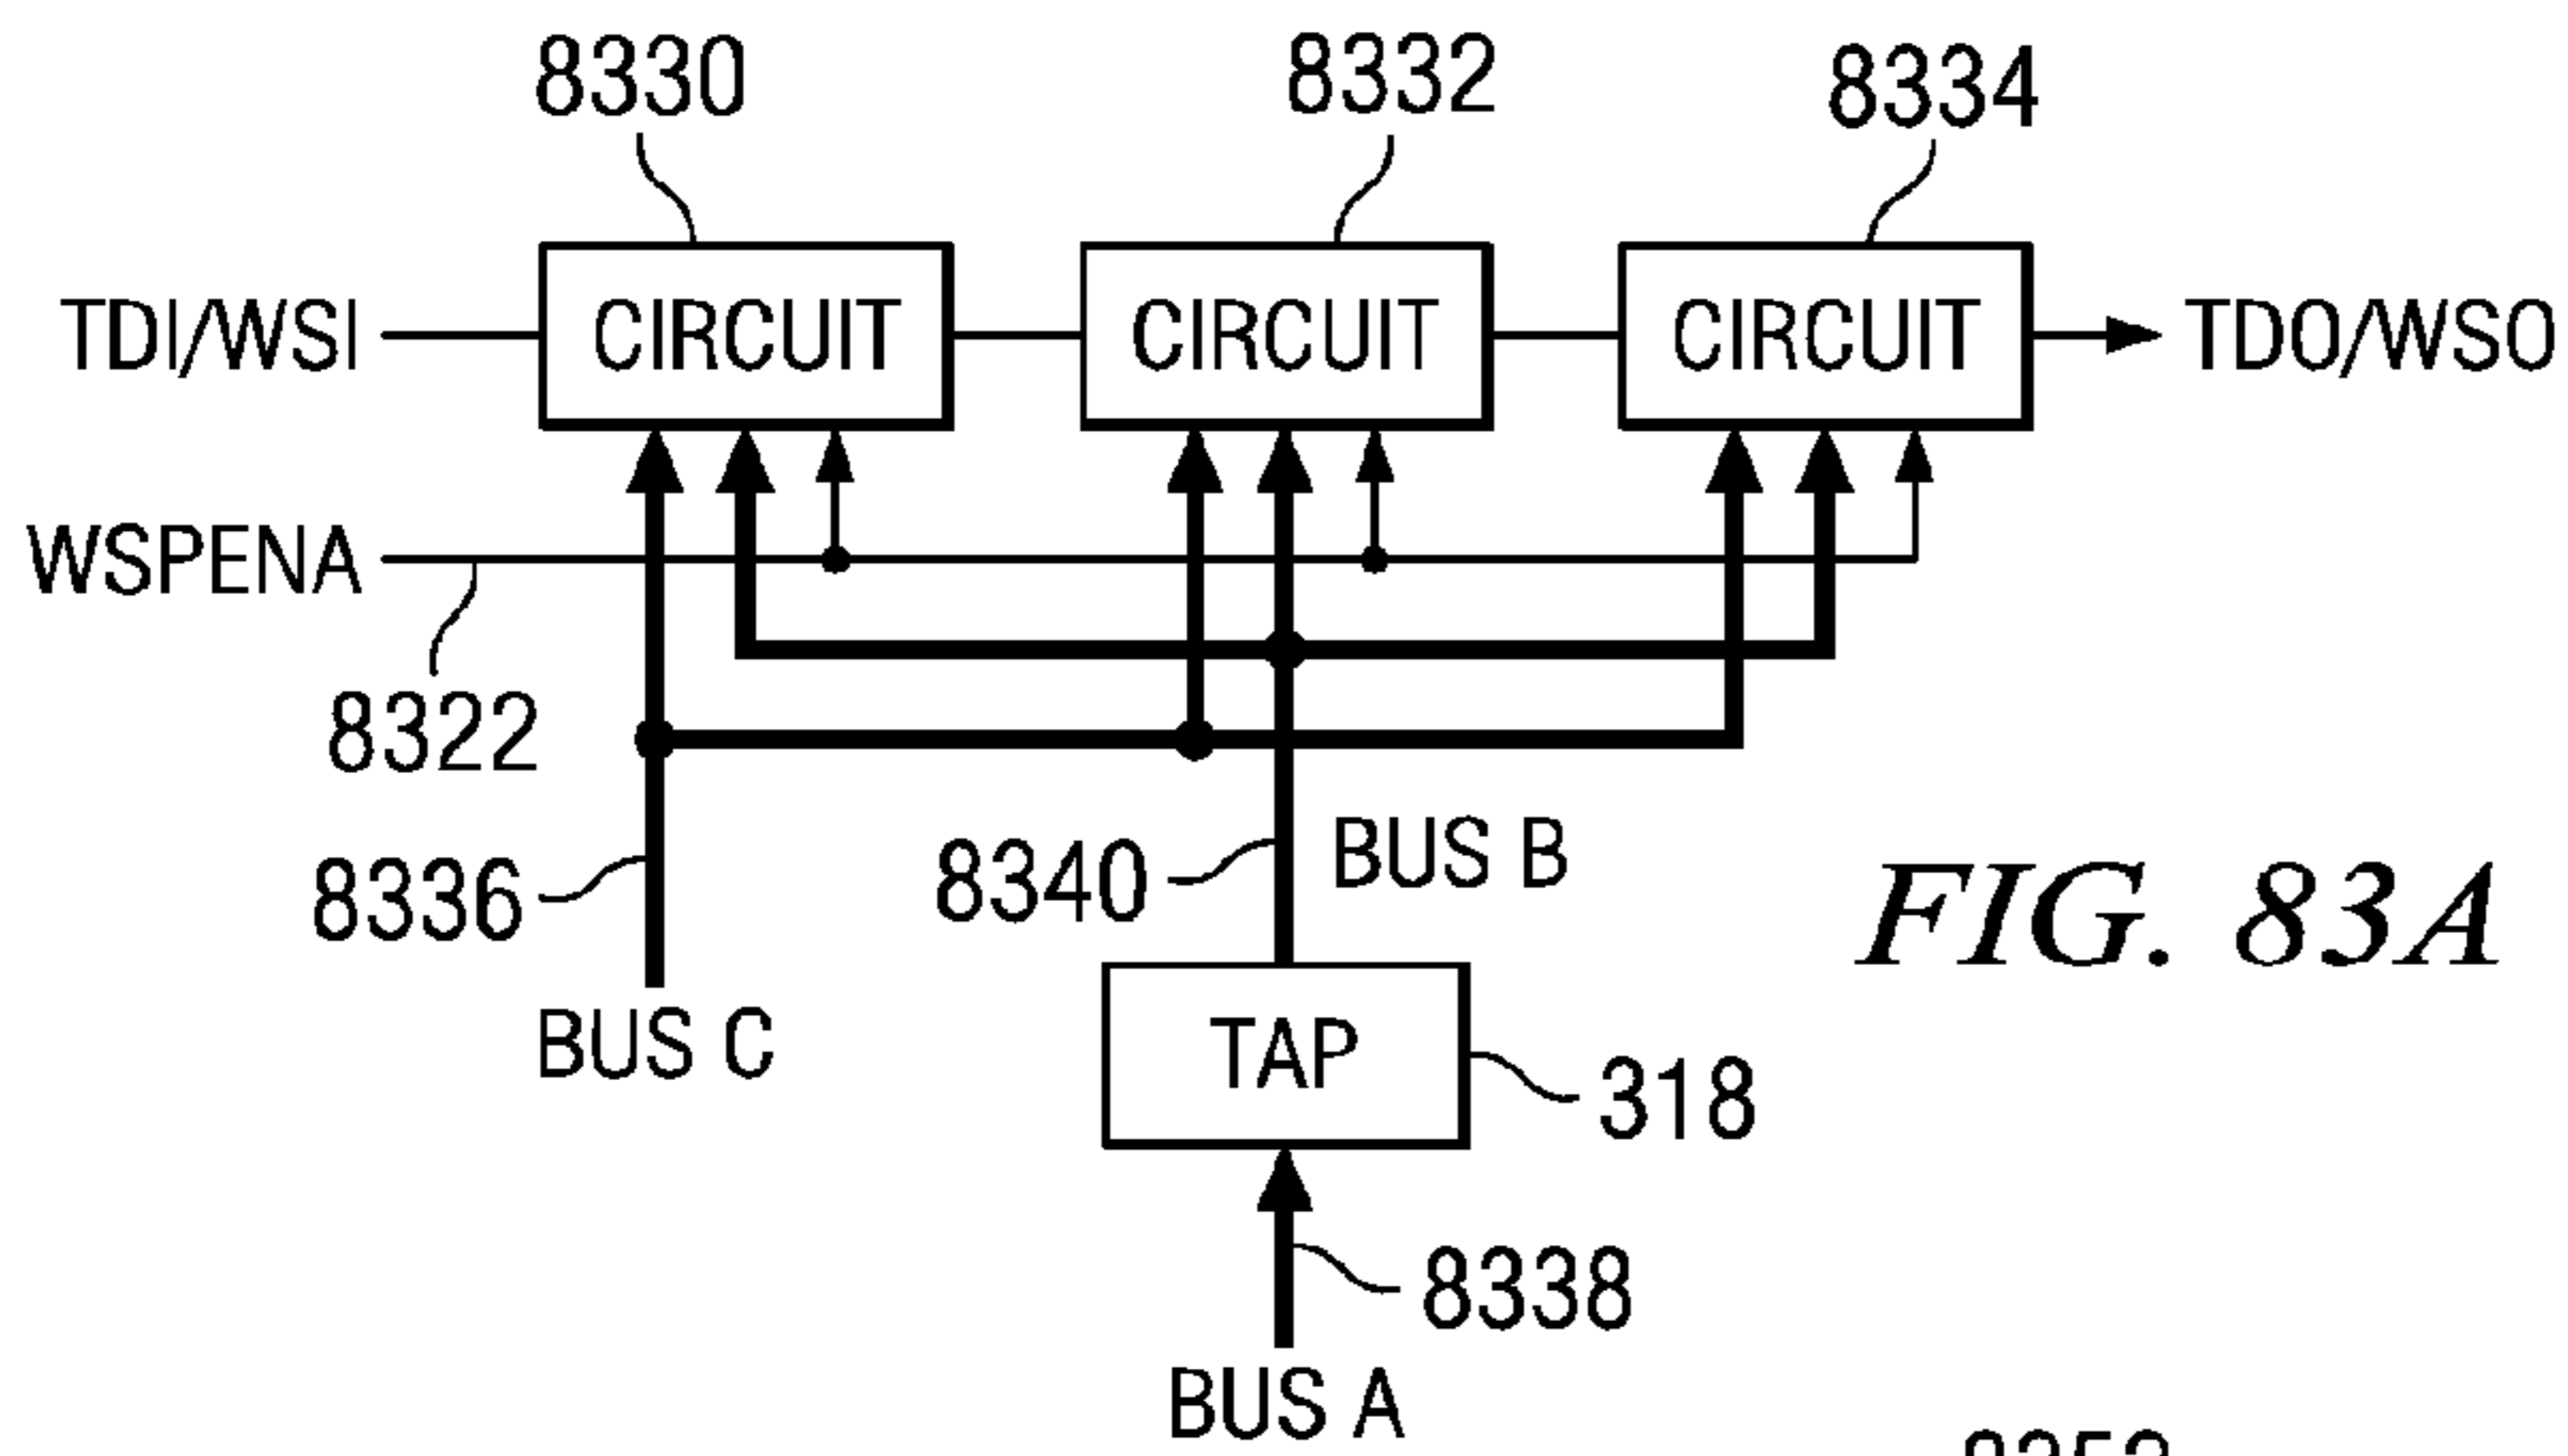 8330
8332
8334
TDI/WSI
CIRCUIT
CIRCUIT
CIRCUIT
TDO/WSO
WSPENA
8322
8336
8340
BUS B
FIG. 83A
BUS C
TAP
318
8338
BUS A